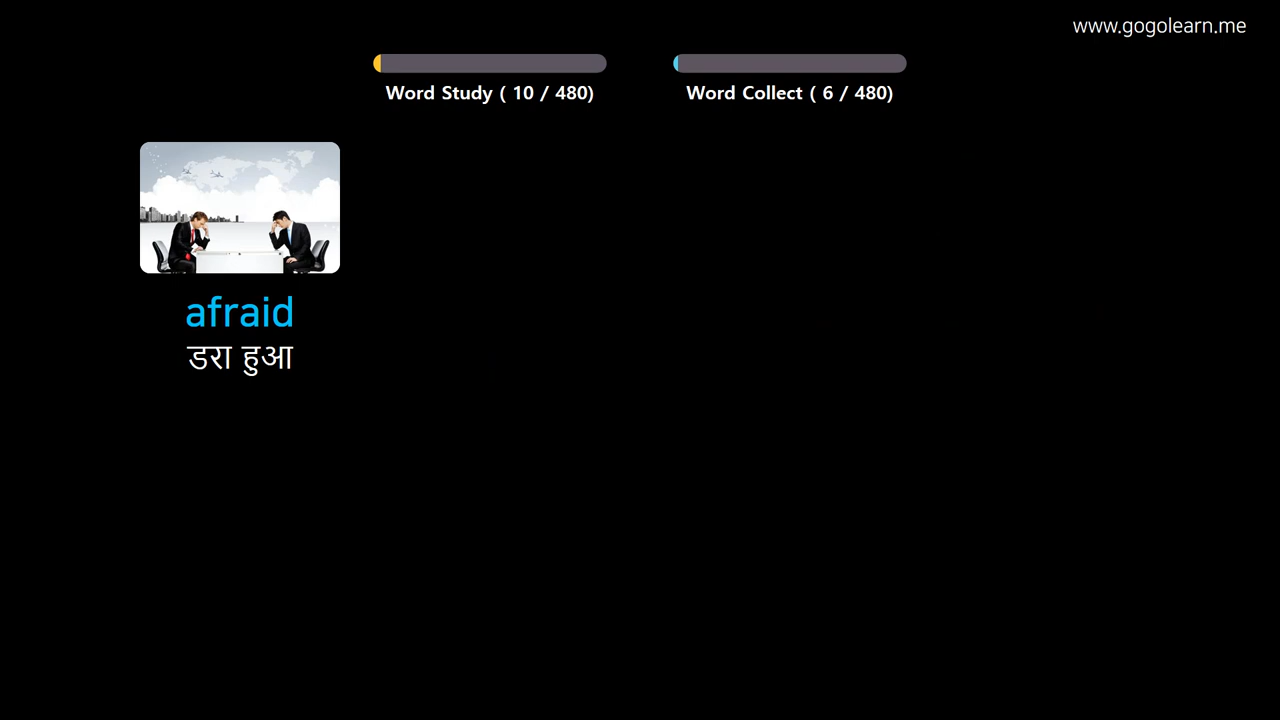 www.gogolearn.me
Word Study ( 10 / 480)
Word Collect ( 6 / 480)
afraid
डरा हुआ